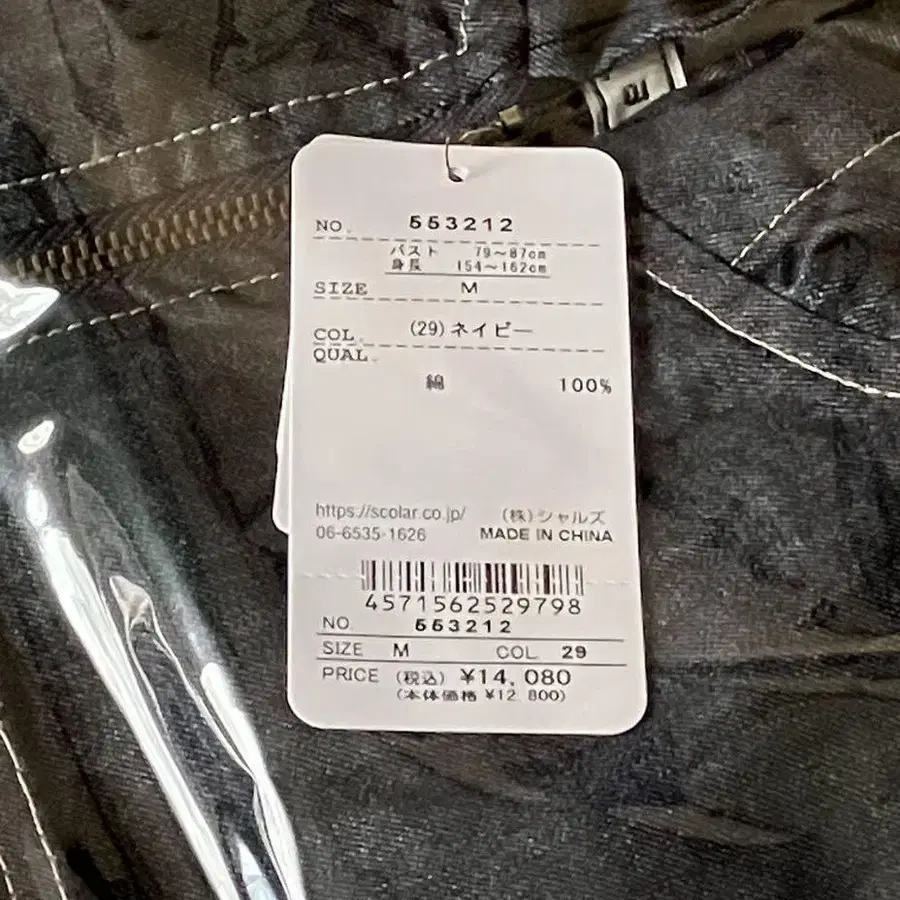 NO. 553212
バスト 79～87cm
身長 154～162cm
SIZE M
COL. (29)ネイビー
QUAL.
綿 100%
https://scolar.co.jp/ (株)シャルズ
06-6535-1626 MADE IN CHINA
4571562529798
NO. 553212
SIZE M COL 29
PRICE (税込) ¥14,080
(本体価格 ¥12,800)